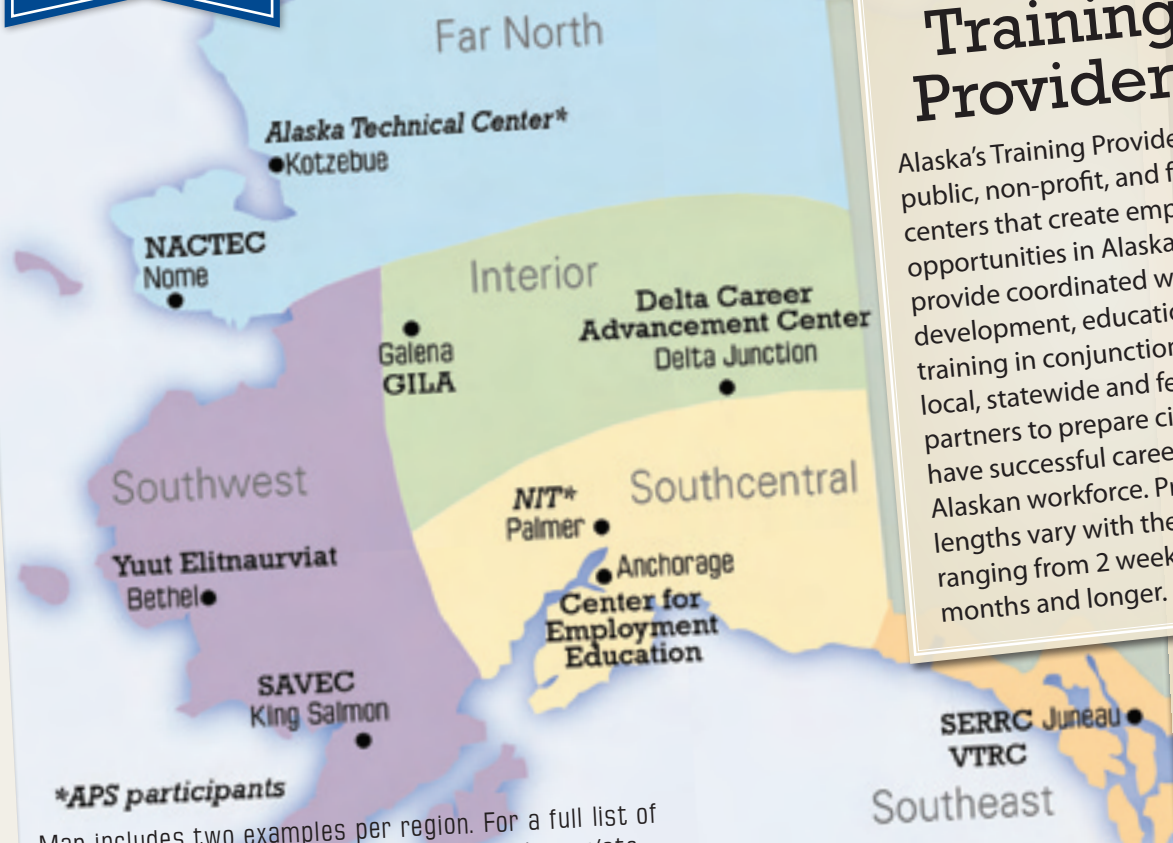 Far North
Alaska Technical Center*
Kotzebue
NACTEC
Nome
Interior
Galena
GILA
Delta Career
Advancement Center
Delta Junction
Southwest
Southcentral
NIT*
Palmer
Anchorage
Center for
Employment
Education
Yuut Elitnaurviat
Bethel
SAVEC
King Salmon
SERRC Juneau
VTRC
Southeast
*APS participants
Map includes two examples per region. For a full list of
Training
Provider
Alaska's Training Provide
public, non-profit, and f
centers that create emp
opportunities in Alaska
provide coordinated w
development, educatio
training in conjunction
local, statewide and fe
partners to prepare ci
have successful caree
Alaskan workforce. Pr
lengths vary with the
ranging from 2 week
months and longer.